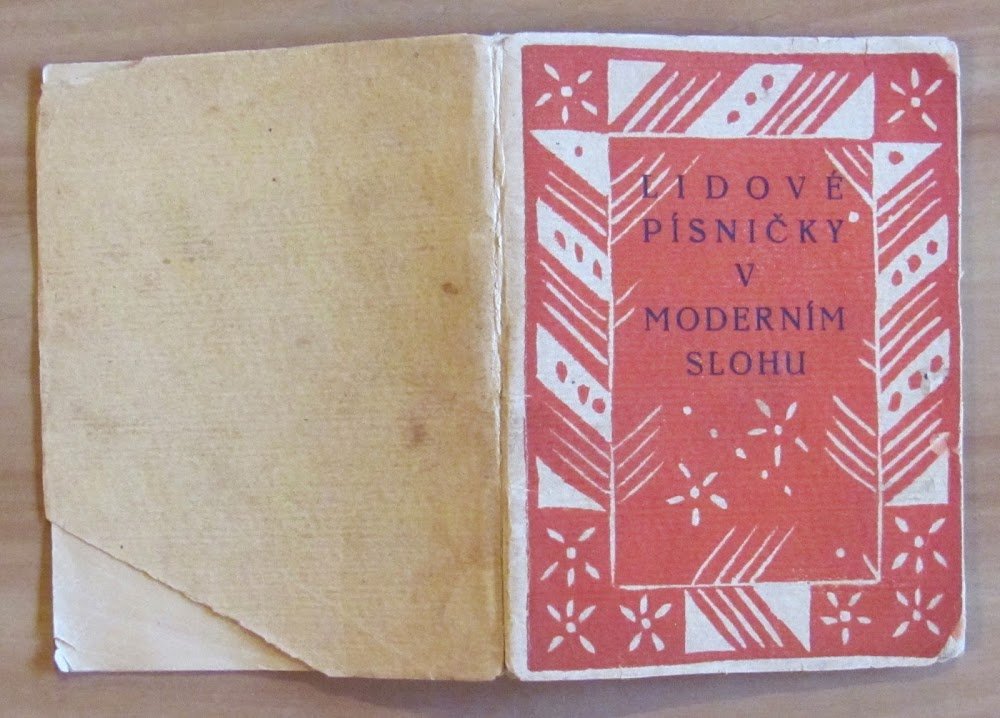 LIDOVÉ
PÍSNIČKY
V
MODERNÍM
SLOHU